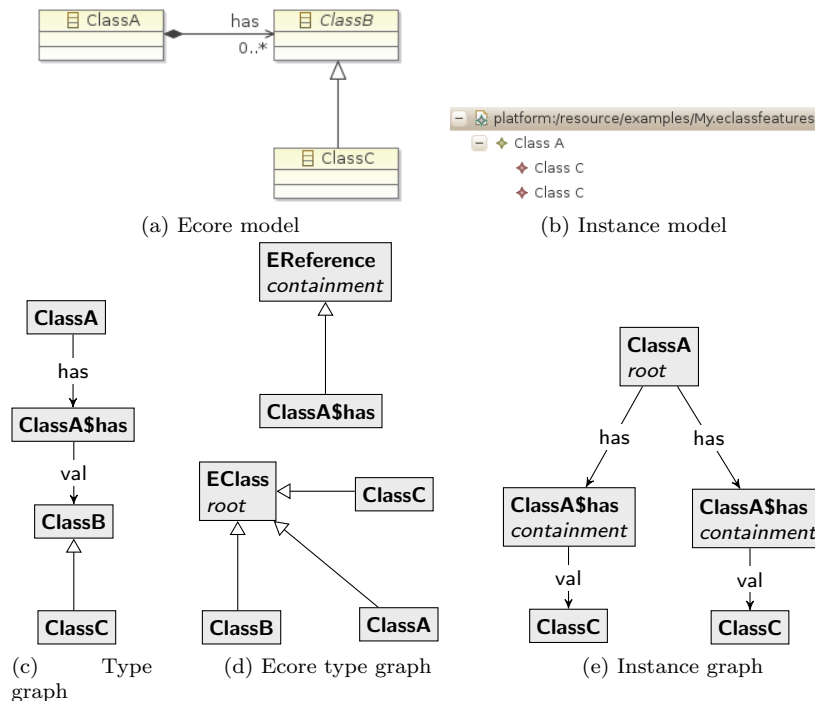 ClassA
has
0..*
ClassB
ClassC
(a) Ecore model
platform:/resource/examples/My.eclassfeatures
Class A
Class C
Class C
(b) Instance model
ClassA
has
ClassA$has
val
ClassB
ClassC
(c) Type
graph
EReference
containment
ClassA$has
EClass
root
ClassC
ClassB
ClassA
(d) Ecore type graph
ClassA
root
has
has
ClassA$has
containment
ClassA$has
containment
val
val
ClassC
ClassC
(e) Instance graph